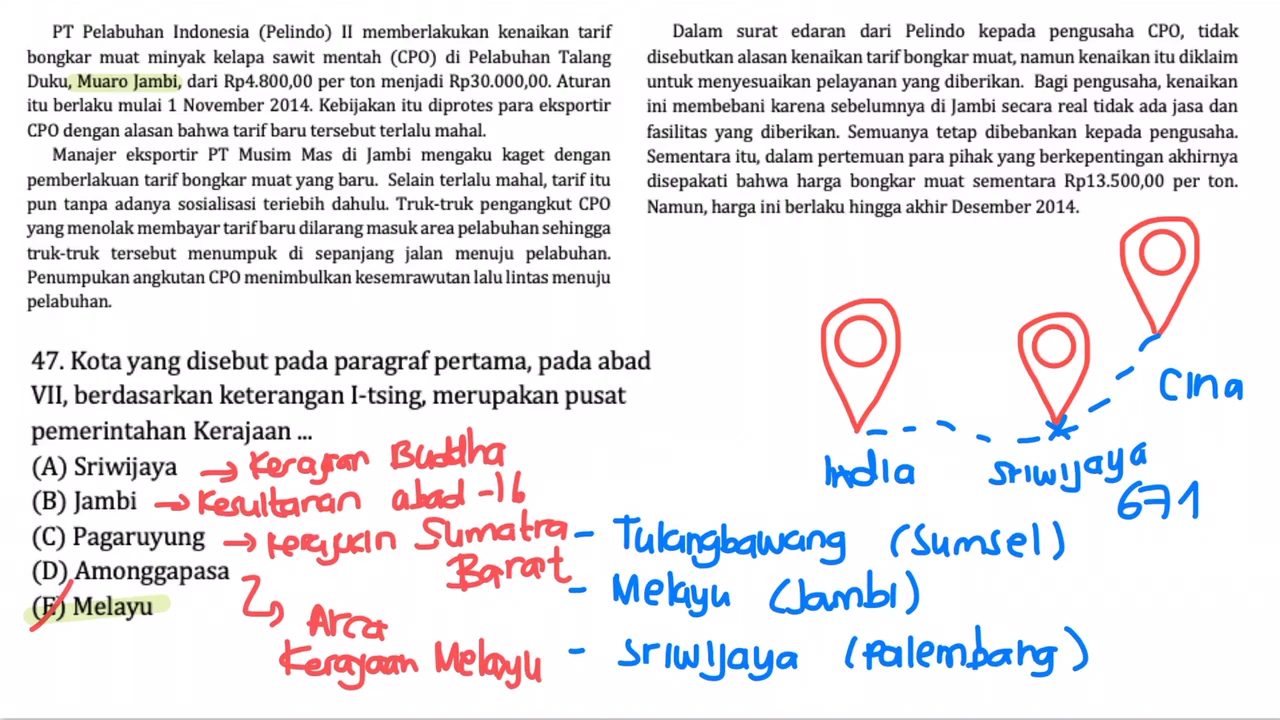 PT Pelabuhan Indonesia (Pelindo) II memberlakukan kenaikan tarif
bongkar muat minyak kelapa sawit mentah (CPO) di Pelabuhan Talang
Duku, Muaro Jambi, dari Rp4.800,00 per ton menjadi Rp30.000,00. Aturan
itu berlaku mulai 1 November 2014. Kebijakan itu diprotes para eksportir
CPO dengan alasan bahwa tarif baru tersebut terlalu mahal.
Manajer eksportir PT Musim Mas di Jambi mengaku kaget dengan
pemberlakuan tarif bongkar muat yang baru. Selain terlalu mahal, tarif itu
pun tanpa adanya sosialisasi teriebih dahulu. Truk-truk pengangkut CPO
yang menolak membayar tarif baru dilarang masuk area pelabuhan sehingga
truk-truk tersebut menumpuk di sepanjang jalan menuju pelabuhan.
Penumpukan angkutan CPO menimbulkan kesemrawutan lalu lintas menuju
pelabuhan.
Dalam surat edaran dari Pelindo kepada pengusaha CPO, tidak
disebutkan alasan kenaikan tarif bongkar muat, namun kenaikan itu diklaim
untuk menyesuaikan pelayanan yang diberikan. Bagi pengusaha, kenaikan
ini membebani karena sebelumnya di Jambi secara real tidak ada jasa dan
fasilitas yang diberikan. Semuanya tetap dibebankan kepada pengusaha.
Sementara itu, dalam pertemuan para pihak yang berkepentingan akhirnya
disepakati bahwa harga bongkar muat sementara Rp13.500,00 per ton.
Namun, harga ini berlaku hingga akhir Desember 2014.
47. Kota yang disebut pada paragraf pertama, pada abad
VII, berdasarkan keterangan I-tsing, merupakan pusat
pemerintahan Kerajaan ...
(A) Sriwijaya → Kerajaan Buddha
(B) Jambi → Kesultanan abad-16
(C) Pagaruyung → Kerajaan Sumatra
Barat
(D) Amonggapasa
(E) Melayu
Arca
Kerajaan Melayu
India
Sriwijaya
671
Cina
- Tulangbawang (Sumsel)
- Melayu (Jambi)
- Sriwijaya (Palembang)